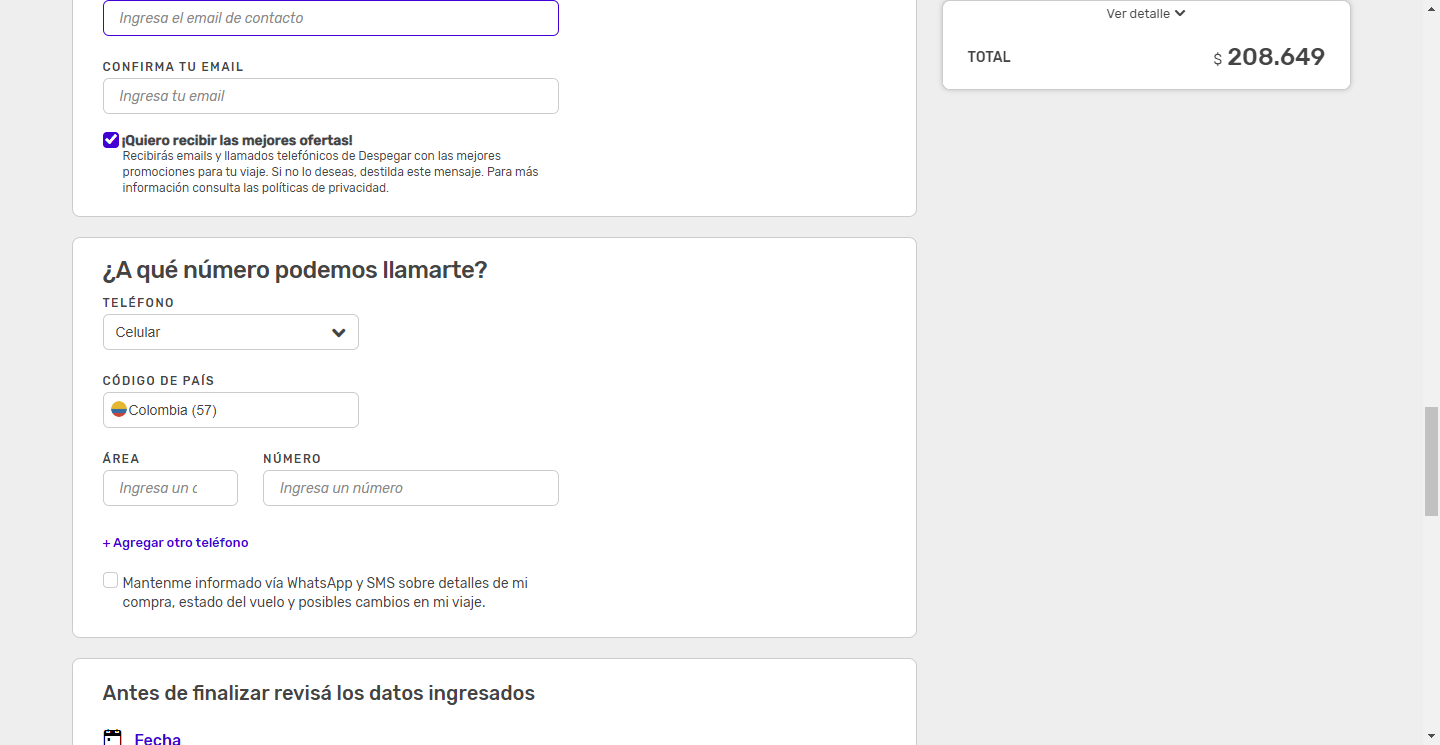 Ingresa el email de contacto
CONFIRMA TU EMAIL
Ingresa tu email
¡Quiero recibir las mejores ofertas!
Recibirás emails y llamados telefónicos de Despegar con las mejores
promociones para tu viaje. Si no lo deseas, destilda este mensaje. Para más
información consulta las políticas de privacidad.
¿A qué número podemos llamarte?
TELÉFONO
Celular
CÓDIGO DE PAÍS
Colombia (57)
ÁREA NÚMERO
Ingresa un c Ingresa un número
+ Agregar otro teléfono
Mantenme informado vía WhatsApp y SMS sobre detalles de mi
compra, estado del vuelo y posibles cambios en mi viaje.
Antes de finalizar revisá los datos ingresados
Fecha
Ver detalle
TOTAL $ 208.649